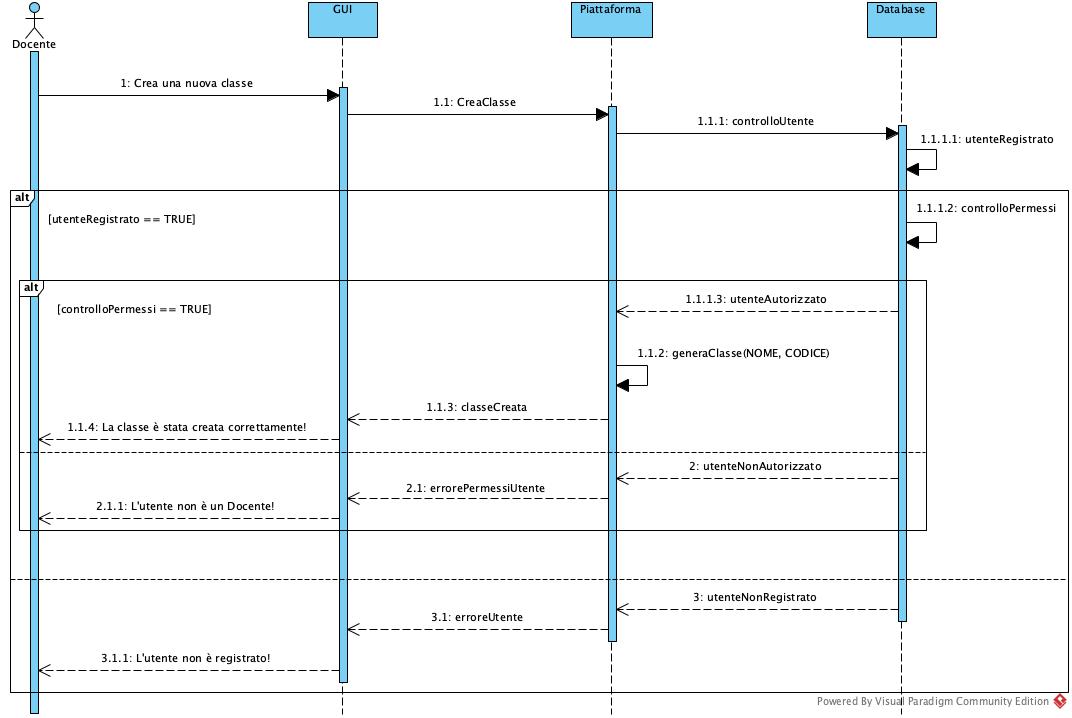 GUI
Piattaforma
Database
Docente
1: Crea una nuova classe
1.1: CreaClasse
1.1.1: controlloUtente
1.1.1.1: utenteRegistrato
alt
[utenteRegistrato == TRUE]
1.1.1.2: controlloPermessi
alt
[controlloPermessi == TRUE]
1.1.1.3: utenteAutorizzato
1.1.2: generaClasse(NOME, CODICE)
1.1.3: classeCreata
1.1.4: La classe è stata creata correttamente!
2: utenteNonAutorizzato
2.1: errorePermessiUtente
2.1.1: L'utente non è un Docente!
3: utenteNonRegistrato
3.1: erroreUtente
3.1.1: L'utente non è registrato!
Powered By Visual Paradigm Community Edition